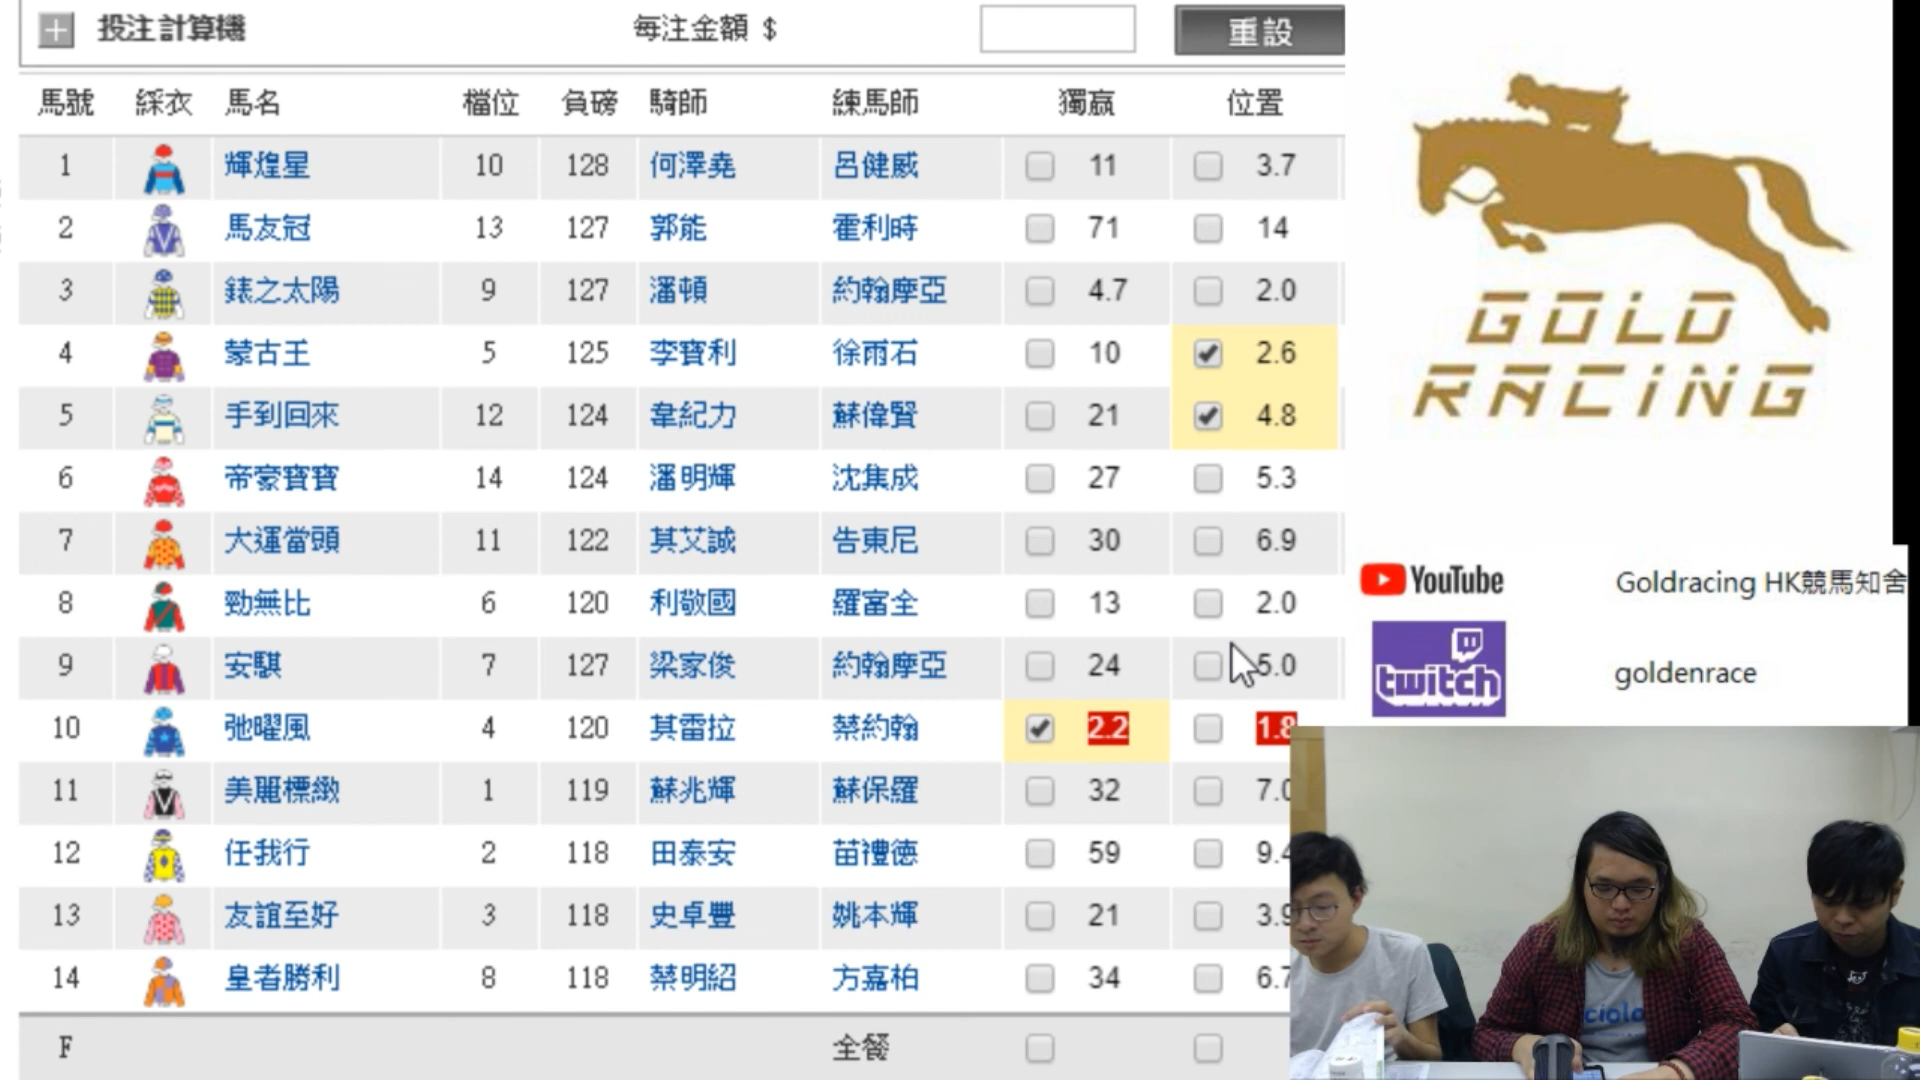 投注計算機 每注金額 $ 重設
馬號 綵衣 馬名 檔位 負磅 騎師 練馬師 獨贏 位置
1 輝煌星 10 128 何澤堯 呂健威 11 3.7
2 馬友冠 13 127 郭能 霍利時 71 14
3 錶之太陽 9 127 潘頓 約翰摩亞 4.7 2.0
4 蒙古王 5 125 李寶利 徐雨石 10 2.6
5 手到回來 12 124 韋紀力 蘇偉賢 21 4.8
6 帝豪寶寶 14 124 潘明輝 沈集成 27 5.3
7 大運當頭 11 122 其艾誠 告東尼 30 6.9
8 勁無比 6 120 利敬國 羅富全 13 2.0
9 安騏 7 127 梁家俊 約翰摩亞 24 5.0
10 弛曜風 4 120 其雷拉 蔡約翰 2.2 1.8
11 美麗標緻 1 119 蘇兆輝 蘇保羅 32 7.0
12 任我行 2 118 田泰安 苗禮德 59 9.4
13 友誼至好 3 118 史卓豐 姚本輝 21 3.9
14 皇者勝利 8 118 蔡明紹 方嘉柏 34 6.7
F 全餐
GOLD
RACING
YouTube Goldracing HK競馬知舍
twitch goldenrace